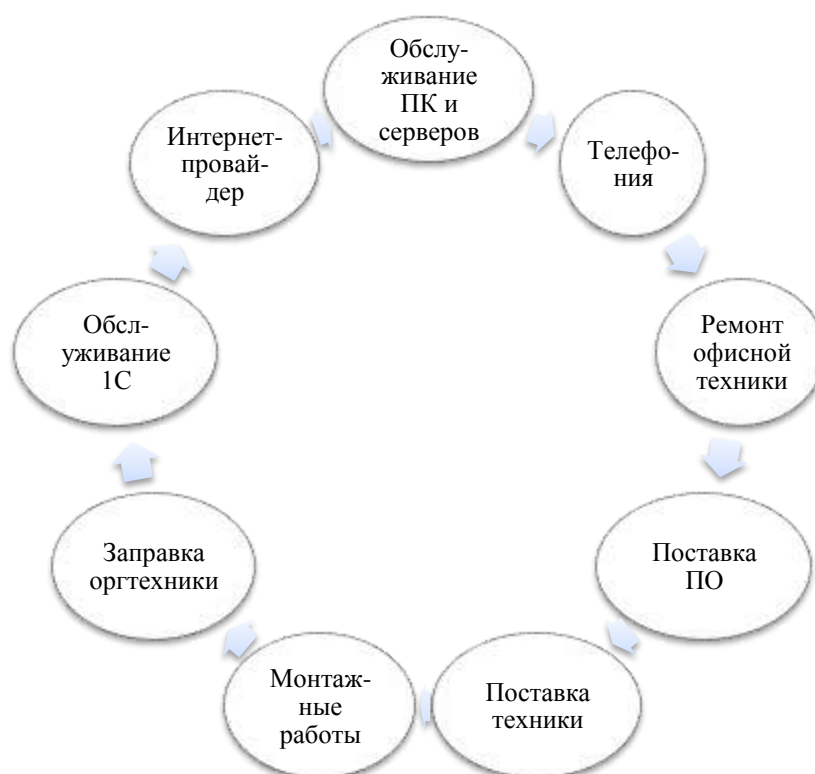 Обслу-
живание
ПК и
серверов
Телефо-
ния
Ремонт
офисной
техники
Поставка
ПО
Поставка
техники
Монтаж-
ные
работы
Заправка
оргтехники
Обсл-
уживание
1С
Интернет-
провай-
дер